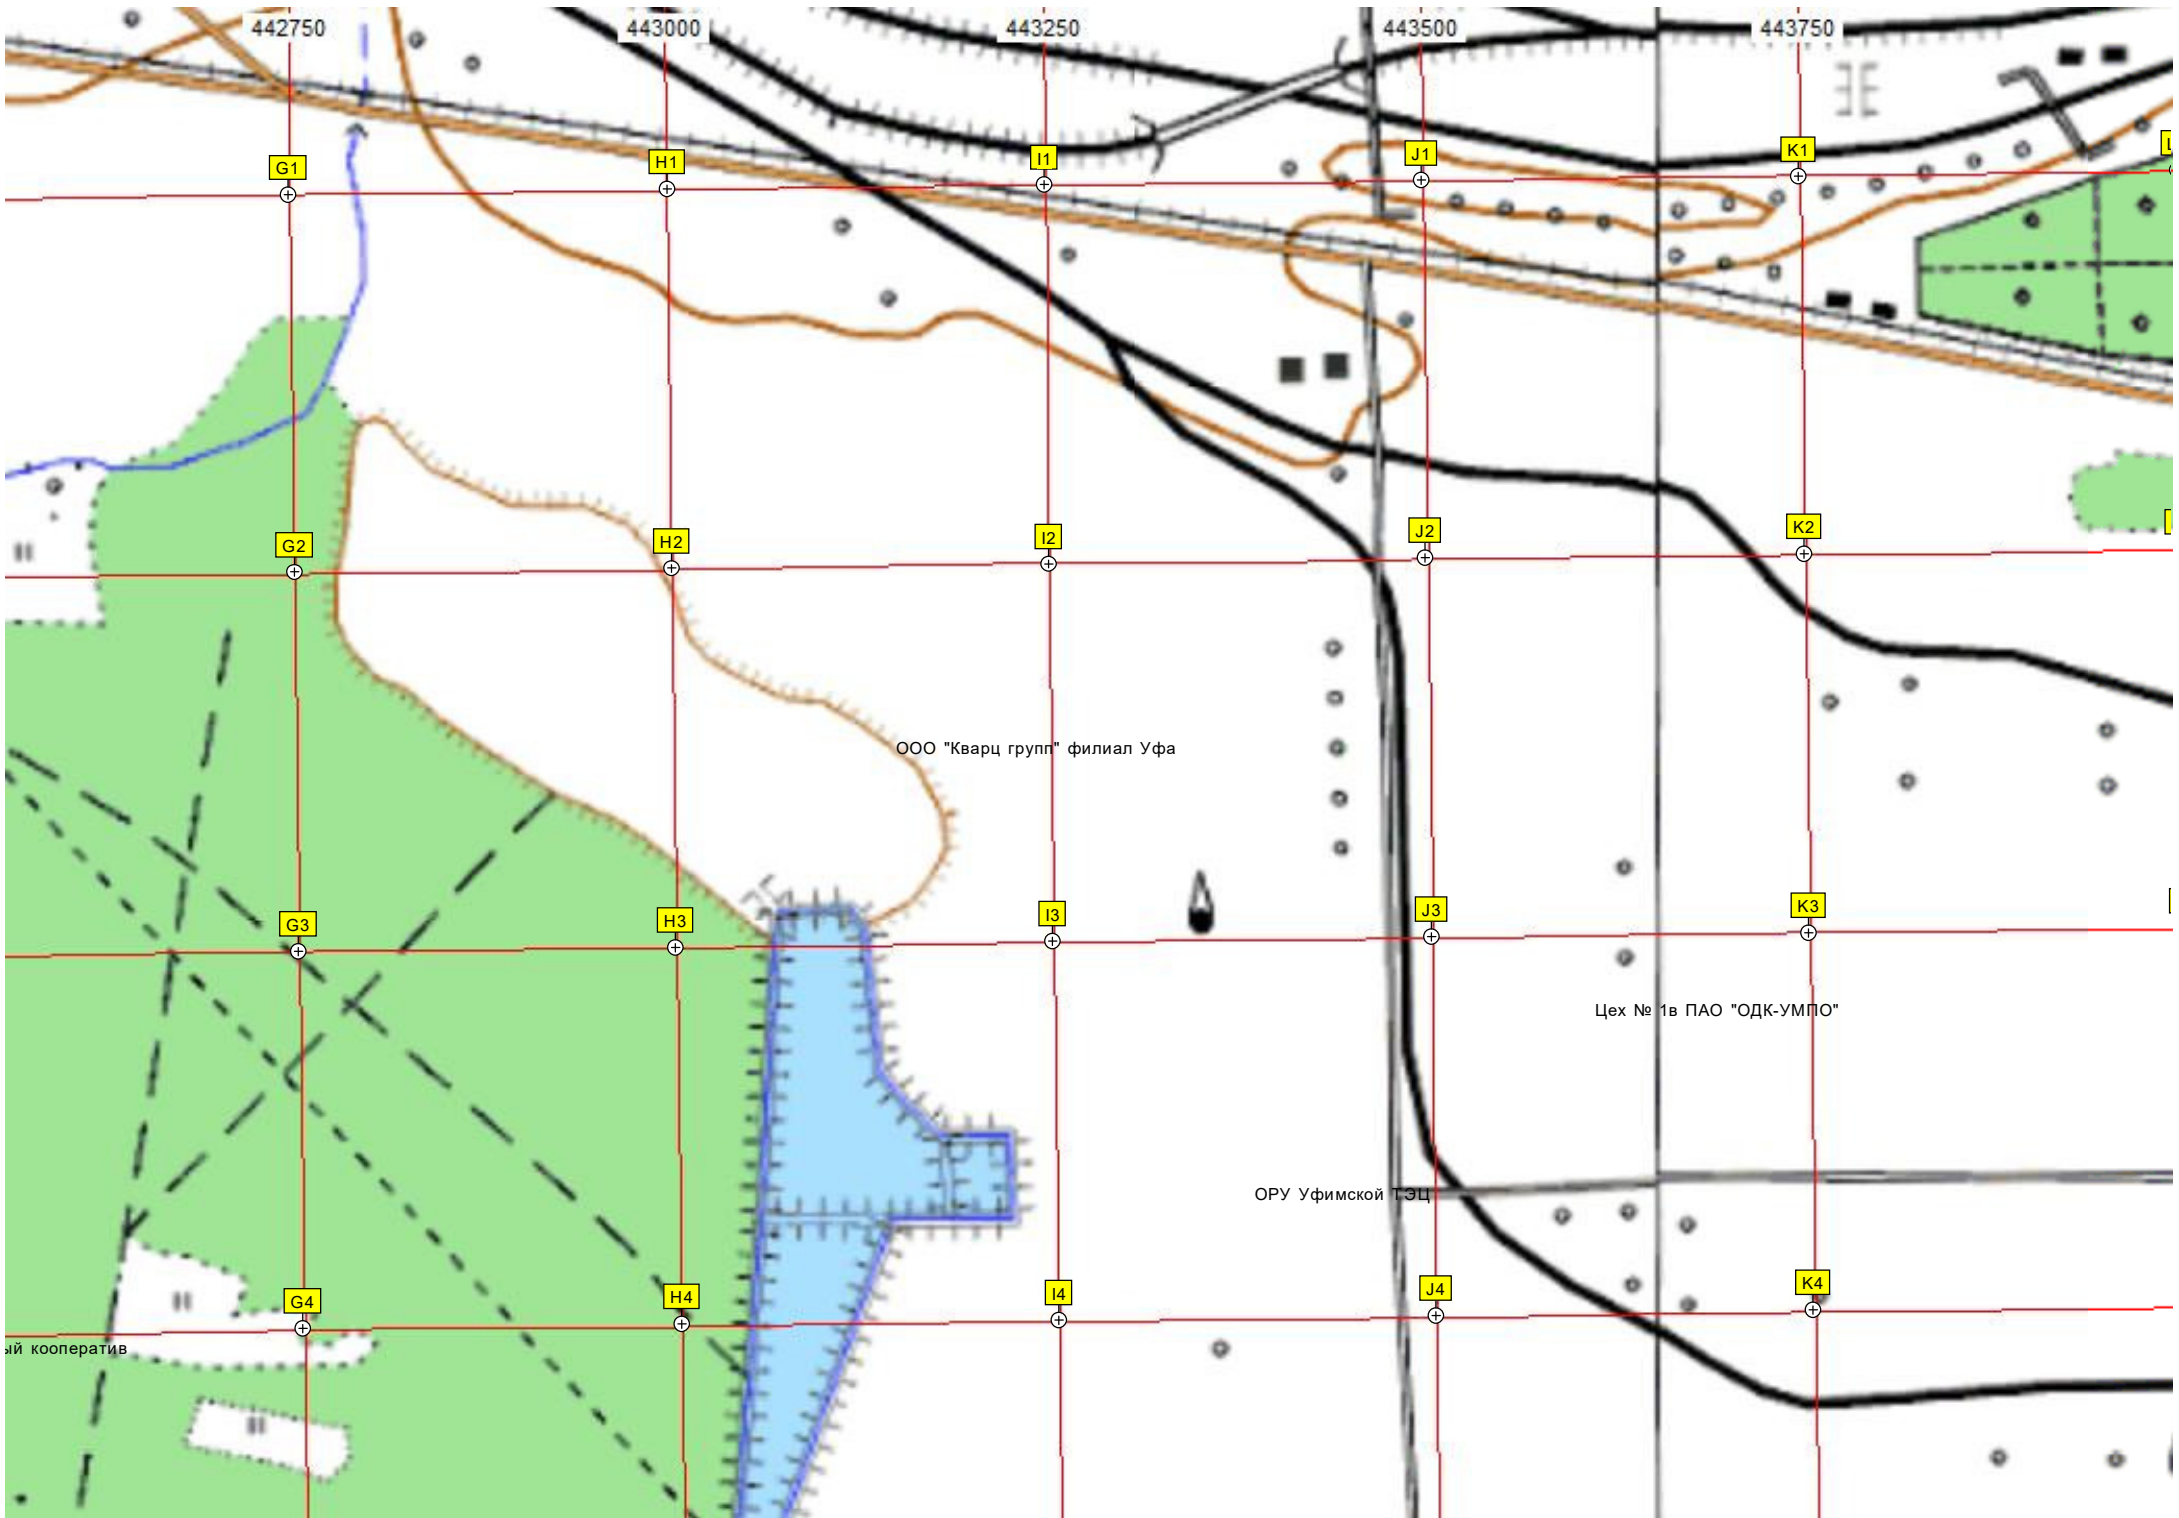 442750 443000 443250 443500 443750
G1 H1 I1 J1 K1
G2 H2 I2 J2 K2
ООО "Кварц групп" филиал Уфа
G3 H3 I3 J3 K3
Цех № 1в ПАО "ОДК-УМПО"
ОРУ Уфимской ТЭЦ
G4 H4 I4 J4 K4
ый кооператив